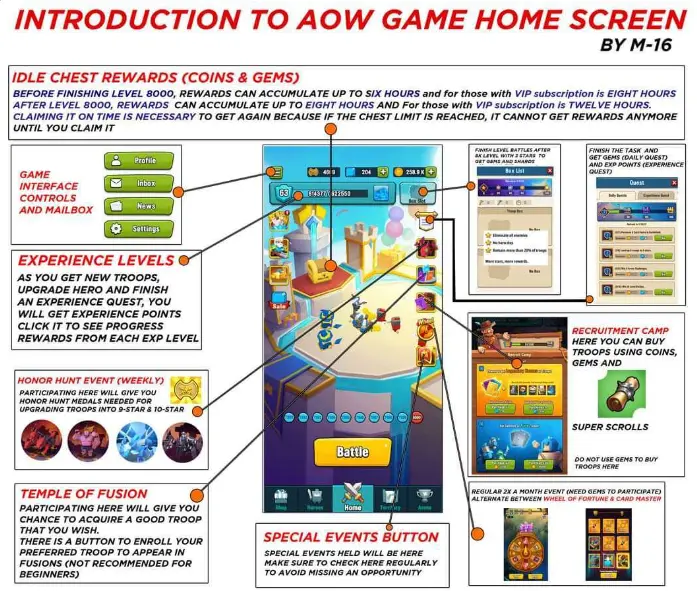 INTRODUCTION TO AOW GAME HOME SCREEN
BY M-16
IDLE CHEST REWARDS (COINS & GEMS)
BEFORE FINISHING LEVEL 8000, REWARDS CAN ACCUMULATE UP TO SIX HOURS and for those with VIP subscription is EIGHT HOURS
AFTER LEVEL 8000, REWARDS CAN ACCUMULATE UP TO EIGHT HOURS AND For those with VIP subscription is TWELVE HOURS.
CLAIMING IT ON TIME IS NECESSARY TO GET AGAIN BECAUSE IF THE CHEST LIMIT IS REACHED, IT CANNOT GET REWARDS ANYMORE
UNTIL YOU CLAIM IT
GAME
INTERFACE
CONTROLS
AND MAILBOX
Profile
Inbox
News
Settings
EXPERIENCE LEVELS
AS YOU GET NEW TROOPS,
UPGRADE HERO AND FINISH
AN EXPERIENCE QUEST, YOU
WILL GET EXPERIENCE POINTS
CLICK IT TO SEE PROGRESS
REWARDS FROM EACH EXP LEVEL
HONOR HUNT EVENT (WEEKLY)
PARTICIPATING HERE WILL GIVE YOU
HONOR HUNT MEDALS NEEDED FOR
UPGRADING TROOPS INTO 9-STAR & 10-STAR
TEMPLE OF FUSION
PARTICIPATING HERE WILL GIVE YOU
CHANCE TO ACQUIRE A GOOD TROOP
THAT YOU WISH.
THERE IS A BUTTON TO ENROLL YOUR
PREFERRED TROOP TO APPEAR IN
FUSIONS (NOT RECOMMENDED FOR
BEGINNERS)
204
63
Sale
Battle
Home
SPECIAL EVENTS BUTTON
SPECIAL EVENTS HELD WILL BE HERE
MAKE SURE TO CHECK HERE REGULARLY
TO AVOID MISSING AN OPPORTUNITY
FINISH LEVEL BATTLES AFTER
WITH 3 STARS TO
GET GEMS AND SHARDS
Box List
Eliminate all enemies
No hero dep
Remain more than 20% of troops
More stars, more rewards.
FINISH THE TASK AND
GET GEMS (DAILY QUEST) AND
AND EXP POINTS (EXPERIENCE
QUEST)
Quest
Daily Quests
Experience Quest
RECRUITMENT CAMP
HERE YOU CAN BUY
TROOPS USING COINS,
GEMS AND
SUPER SCROLLS
DO NOT USE GEMS TO BUY
TROOPS HERE
Recruit Camp
REGULAR 2X A MONTH EVENT (NEED GEMS TO PARTICIPATE)
ALTERNATE BETWEEN WHEEL OF FORTUNE & CARD MASTER